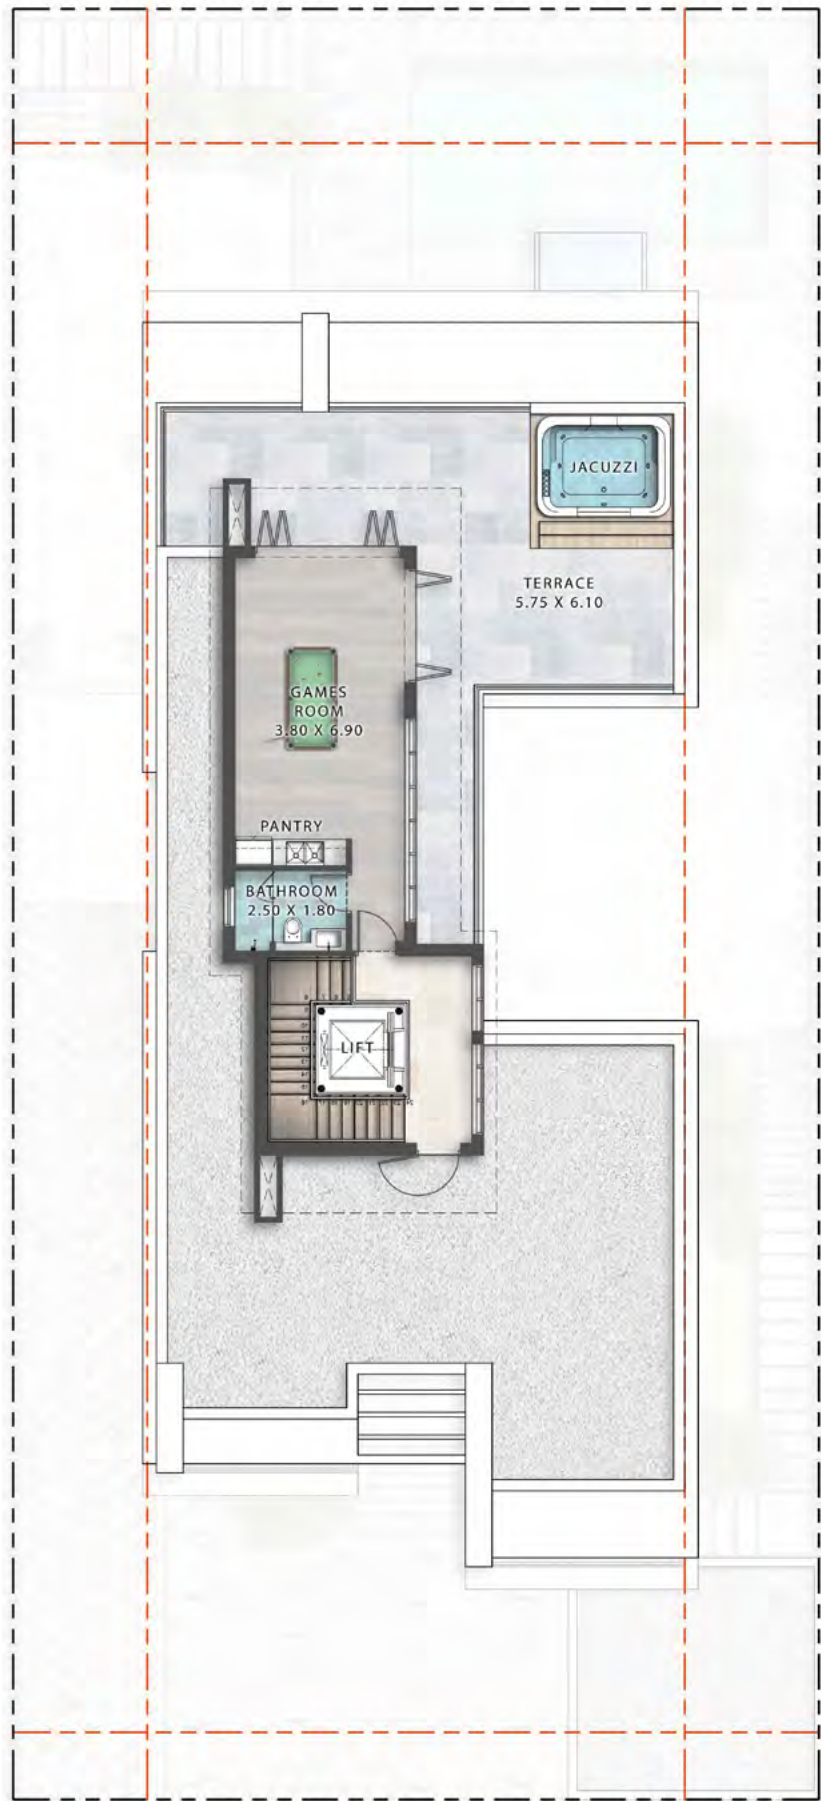 JACUZZI
TERRACE
5.75 X 6.10
GAMES
ROOM
3.80 X 6.90
PANTRY
BATHROOM
2.50 X 1.80
LIFT